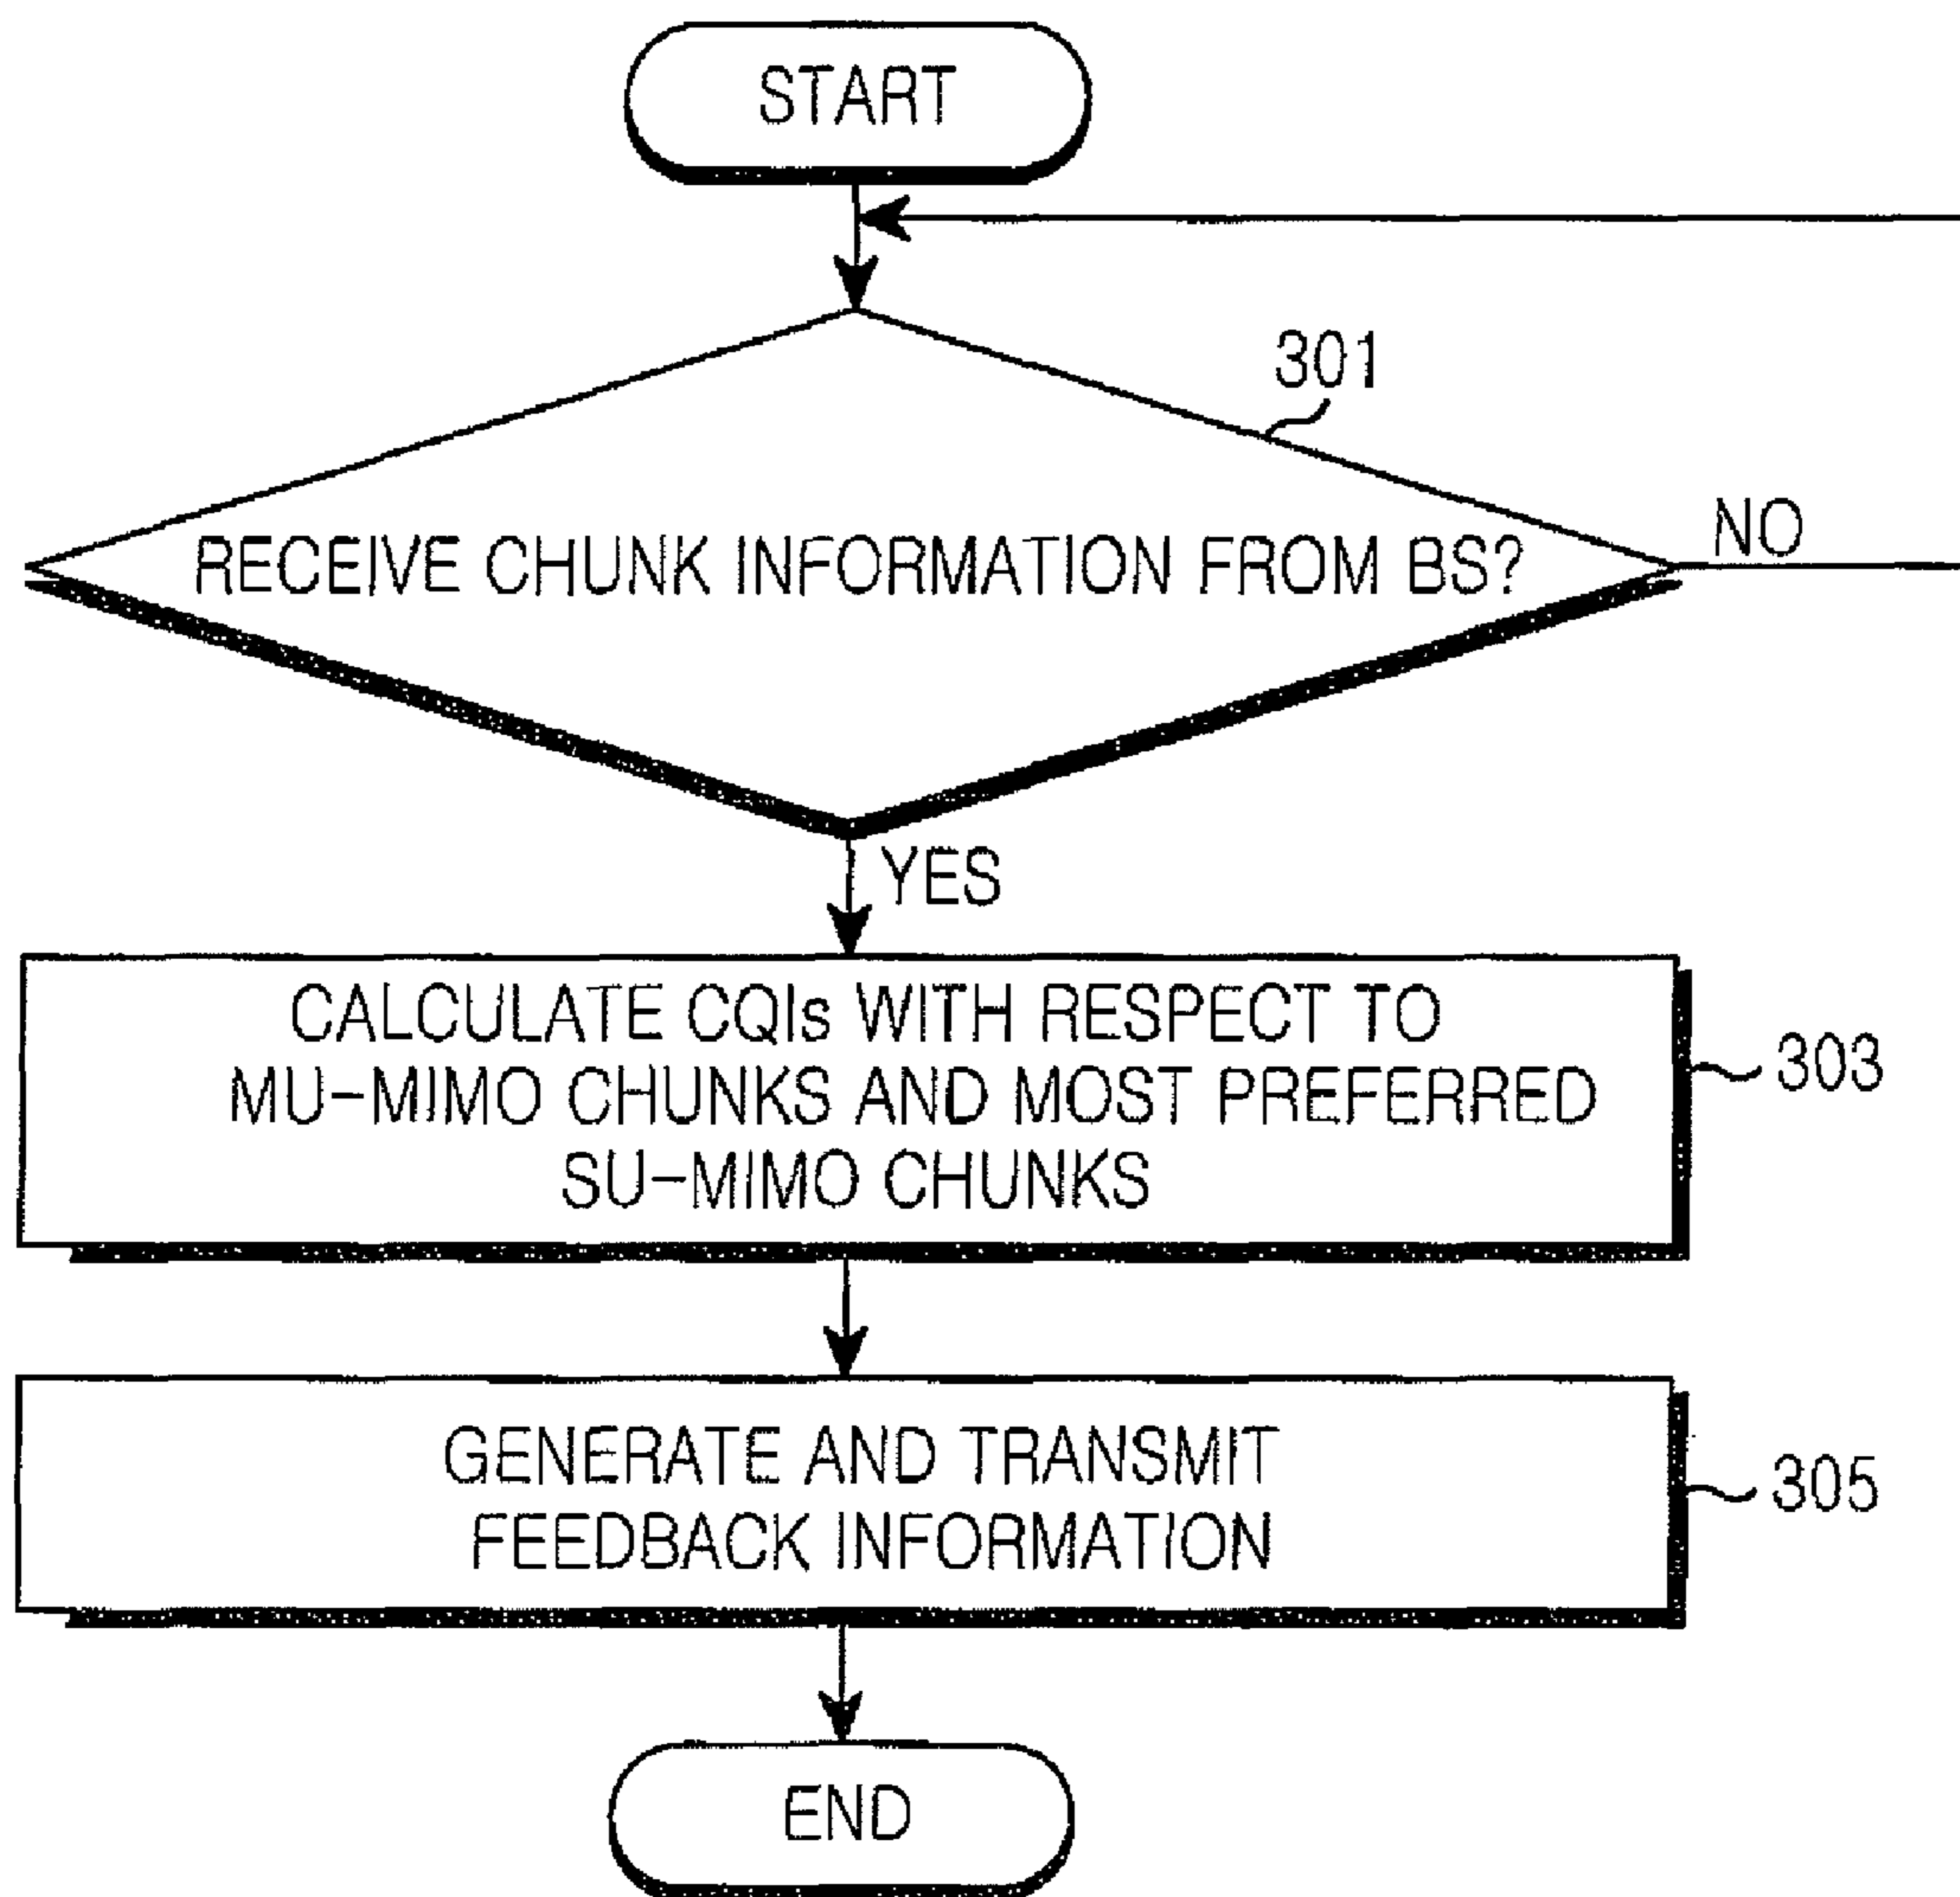 START
301
RECEIVE CHUNK INFORMATION FROM BS?
NO
YES
CALCULATE CQIs WITH RESPECT TO
MU-MIMO CHUNKS AND MOST PREFERRED
SU-MIMO CHUNKS
303
GENERATE AND TRANSMIT
FEEDBACK INFORMATION
305
END